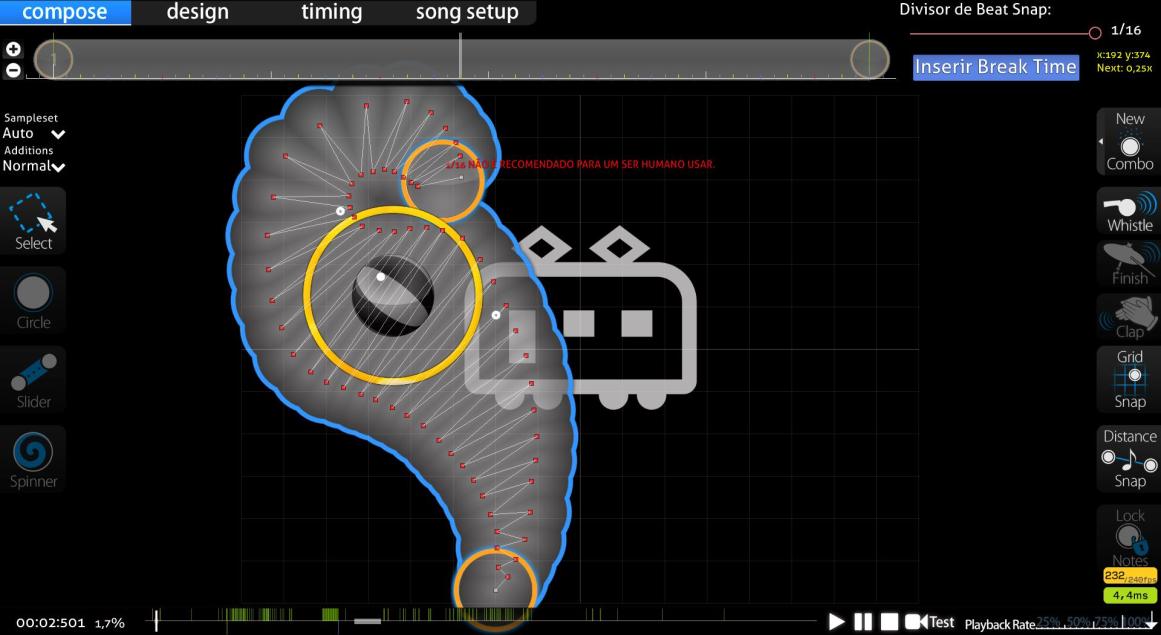 compose design timing song setup
Divisor de Beat Snap:
1/16
x:192 y:374
Next: 0,25x
Inserir Break Time
Sampleset
Auto
Additions
Normal
Select
Circle
Slider
Spinner
1/16 NÃO É RECOMENDADO PARA UM SER HUMANO USAR.
New
Combo
Whistle
Finish
Clap
Grid
Snap
Distance
Snap
Lock
Notes
232/240fps
4,4ms
00:02:501 1,7%
Test Playback Rate 25% 50% 75% 100%